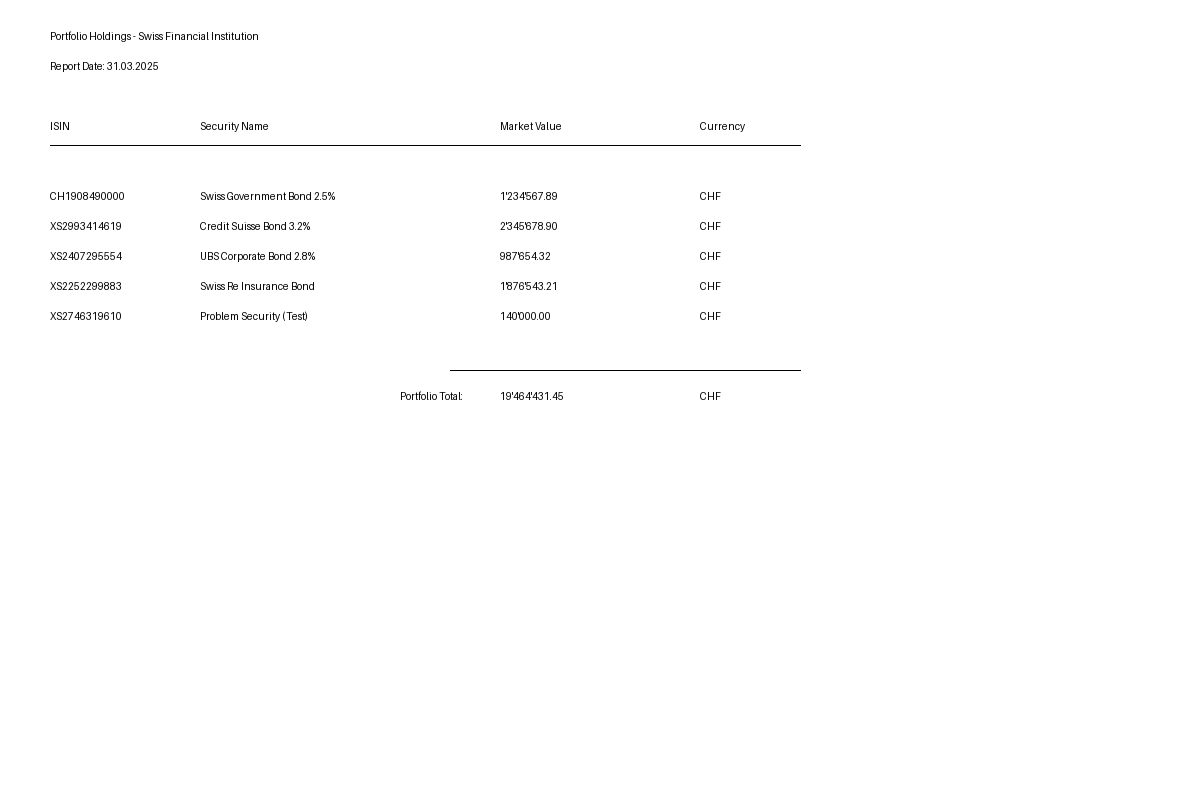 Portfolio Holdings - Swiss Financial Institution
Report Date: 31.03.2025
ISIN Security Name Market Value Currency
CH1908490000 Swiss Government Bond 2.5% 1'234'567.89 CHF
XS2993414619 Credit Suisse Bond 3.2% 2'345'678.90 CHF
XS2407295554 UBS Corporate Bond 2.8% 987'654.32 CHF
XS2252299883 Swiss Re Insurance Bond 1'876'543.21 CHF
XS2746319610 Problem Security (Test) 140'000.00 CHF
Portfolio Total: 19'464'431.45 CHF